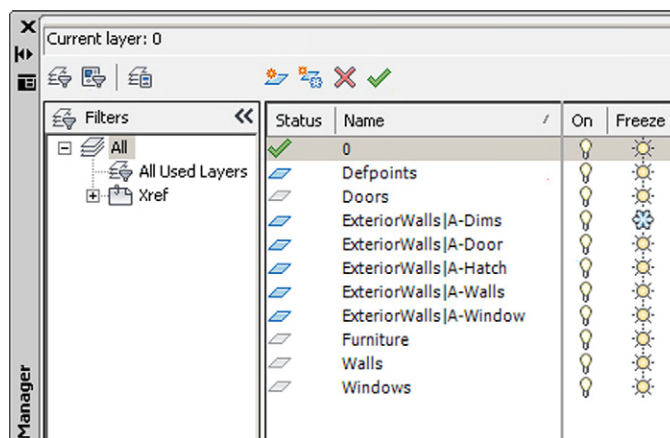 Current layer: 0
Filters
All
All Used Layers
Xref
Status Name On Freeze
0
Defpoints
Doors
ExteriorWalls|A-Dims
ExteriorWalls|A-Door
ExteriorWalls|A-Hatch
ExteriorWalls|A-Walls
ExteriorWalls|A-Window
Furniture
Walls
Windows
Manager